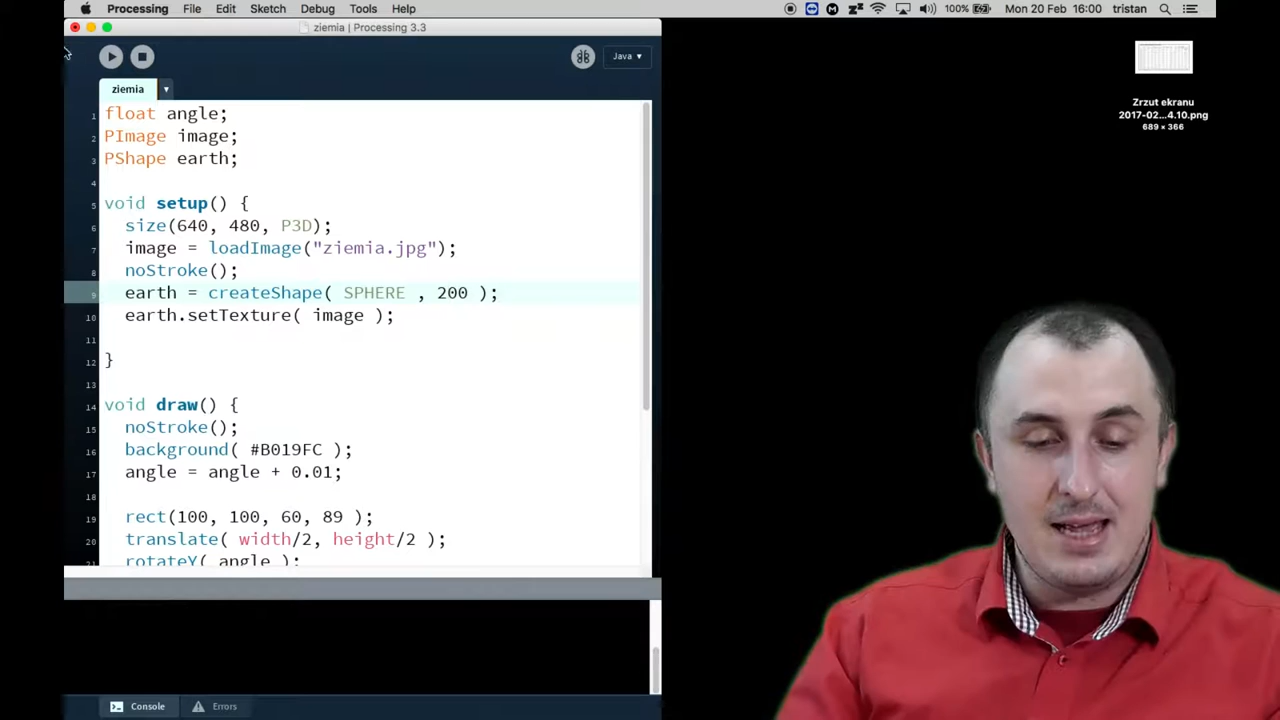 Processing File Edit Sketch Debug Tools Help 100% Mon 20 Feb 16:00 tristan
ziemia | Processing 3.3
Java ▾
ziemia ▾
Zrzut ekranu
2017-02...4.10.png
689 × 366
1 float angle;
2 PImage image;
3 PShape earth;
4
5 void setup() {
6 size(640, 480, P3D);
7 image = loadImage("ziemia.jpg");
8 noStroke();
9 earth = createShape( SPHERE , 200 );
10 earth.setTexture( image );
11
12 }
13
14 void draw() {
15 noStroke();
16 background( #B019FC );
17 angle = angle + 0.01;
18
19 rect(100, 100, 60, 89 );
20 translate( width/2, height/2 );
21 rotateY( angle );
Console Errors